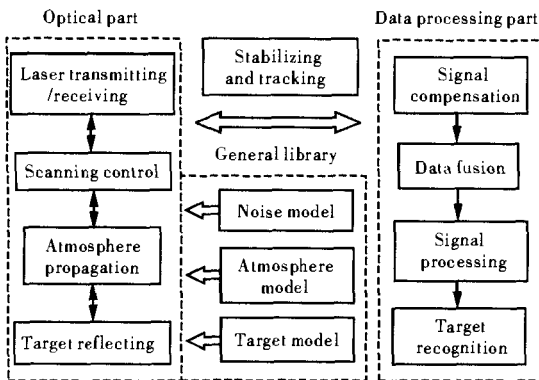 Optical part
Laser transmitting
/receiving
Scanning control
Atmosphere
propagation
Target reflecting
Stabilizing
and tracking
General library
Noise model
Atmosphere
model
Target model
Data processing part
Signal
compensation
Data fusion
Signal
processing
Target
recognition